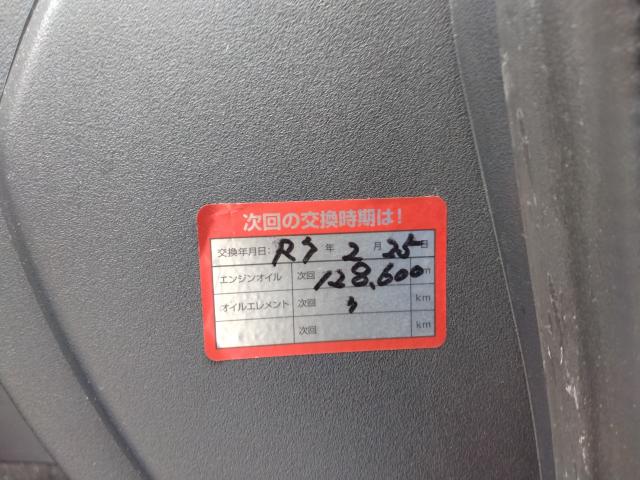 次回の交換時期は!
交換年月日: R7 年 2 月 25 日
エンジンオイル 次回 128,600 km
オイルエレメント 次回 〃 km
次回 km